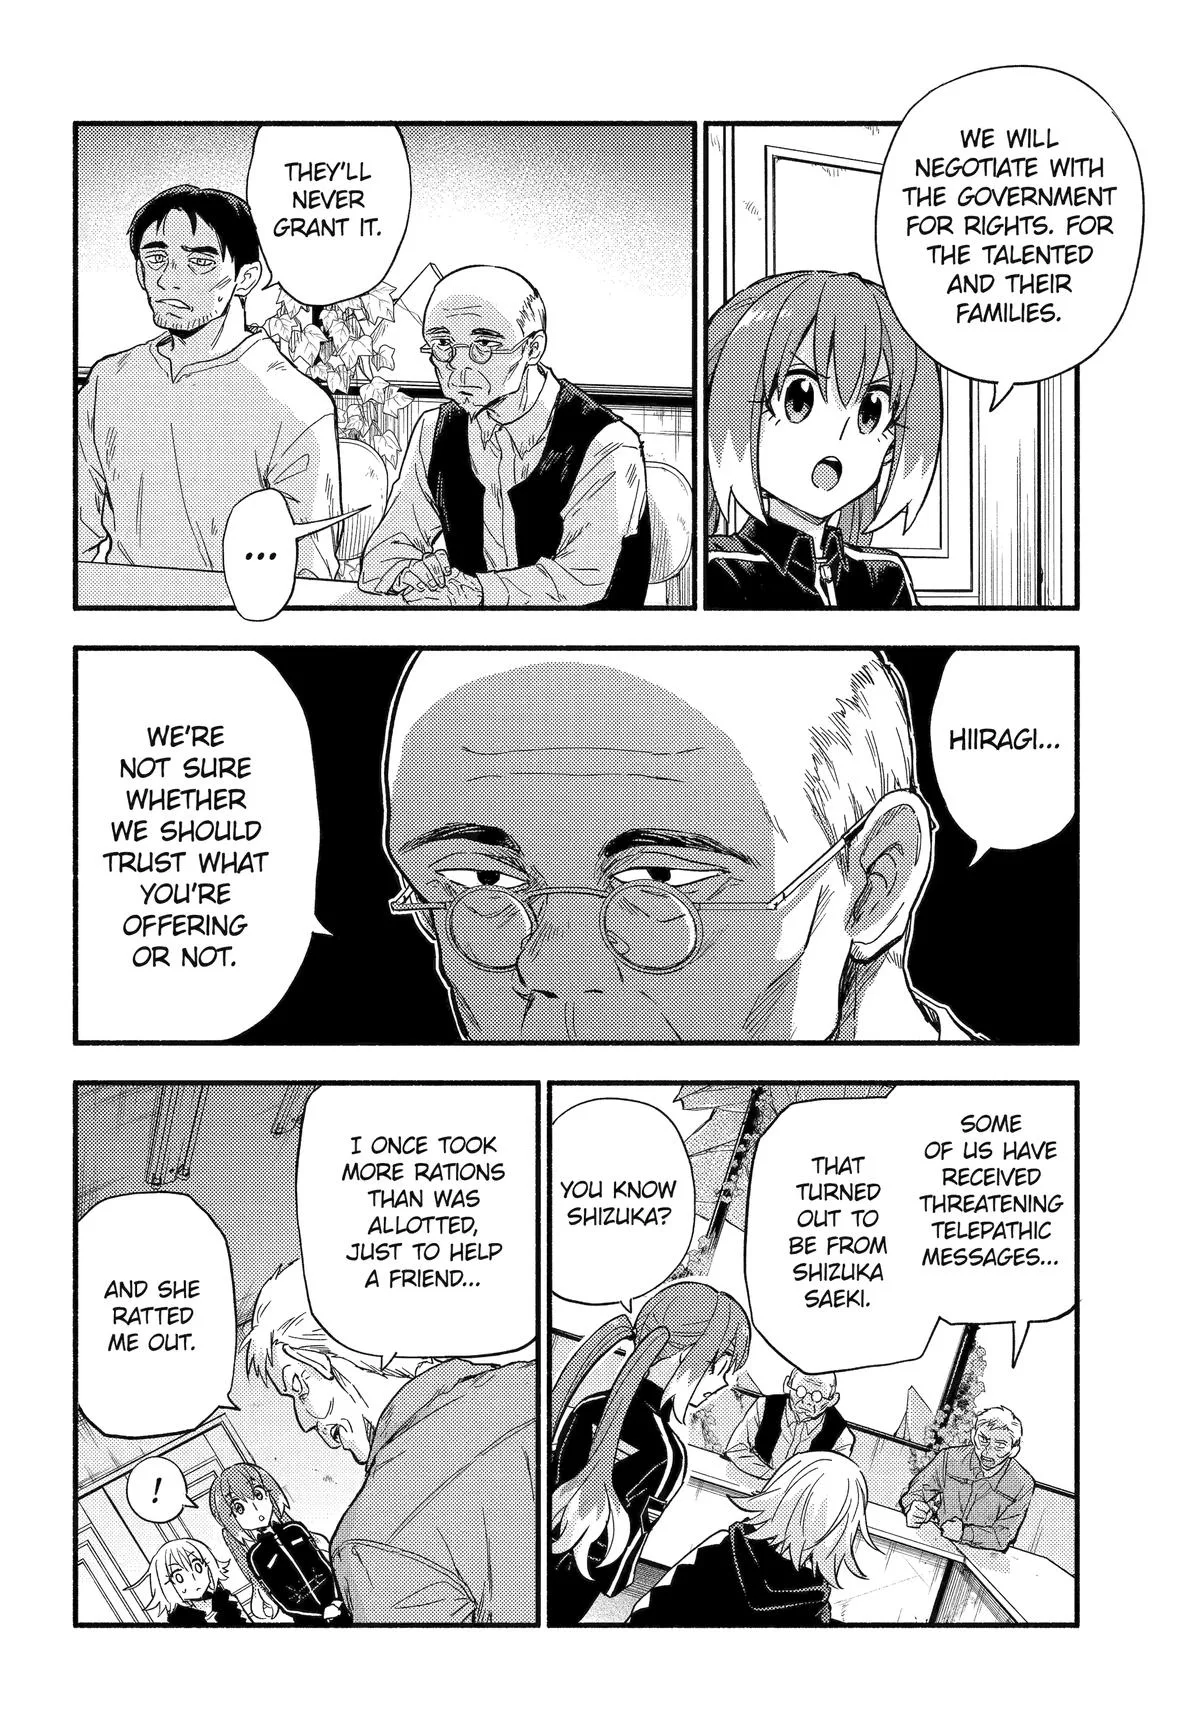 WE WILL
NEGOTIATE WITH
THE GOVERNMENT
FOR RIGHTS. FOR
THE TALENTED
AND THEIR
FAMILIES.
THEY'LL
NEVER
GRANT IT.
...
HIIRAGI...
WE'RE
NOT SURE
WHETHER
WE SHOULD
TRUST WHAT
YOU'RE
OFFERING
OR NOT.
SOME
OF US HAVE
RECEIVED
THREATENING
TELEPATHIC
MESSAGES...
THAT
TURNED
OUT TO
BE FROM
SHIZUKA
SAEKI.
YOU KNOW
SHIZUKA?
I ONCE TOOK
MORE RATIONS
THAN WAS
ALLOTTED,
JUST TO HELP
A FRIEND...
AND SHE
RATTED
ME OUT.
!